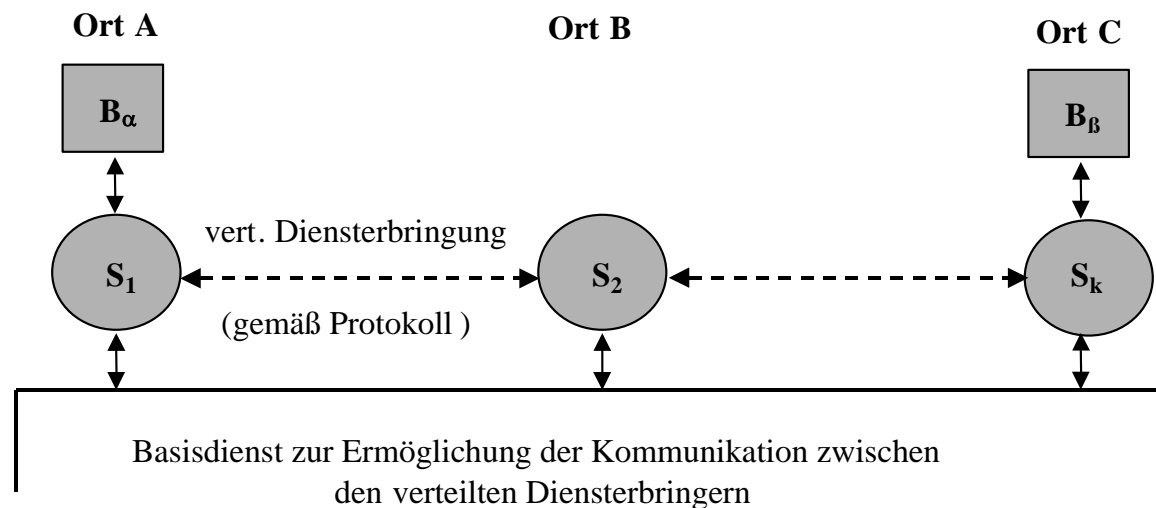 Ort A
Ort B
Ort C
Bα
Bß
vert. Diensterbringung
S1
S2
Sk
(gemäß Protokoll )
Basisdienst zur Ermöglichung der Kommunikation zwischen
den verteilten Diensterbringern